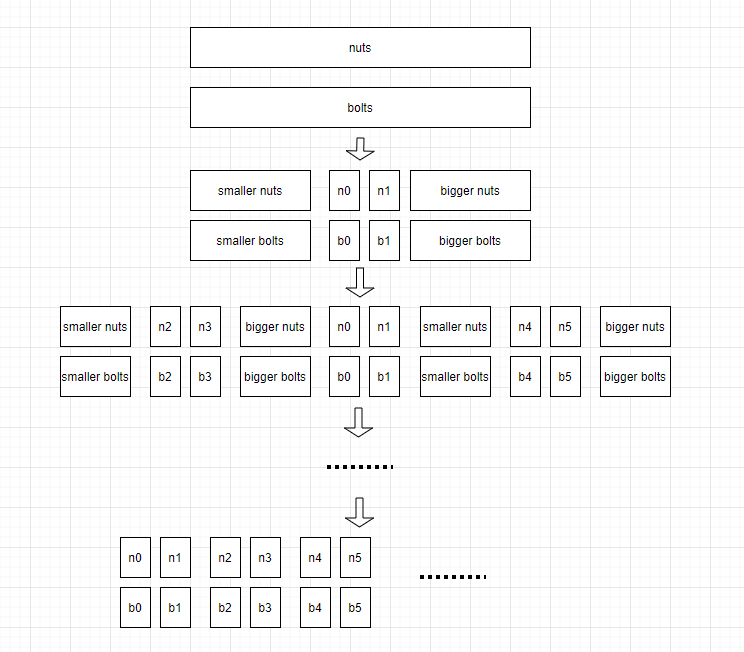 nuts
bolts
smaller nuts n0 n1 bigger nuts
smaller bolts b0 b1 bigger bolts
smaller nuts n2 n3 bigger nuts n0 n1 smaller nuts n4 n5 bigger nuts
smaller bolts b2 b3 bigger bolts b0 b1 smaller bolts b4 b5 bigger bolts
n0 n1 n2 n3 n4 n5
b0 b1 b2 b3 b4 b5